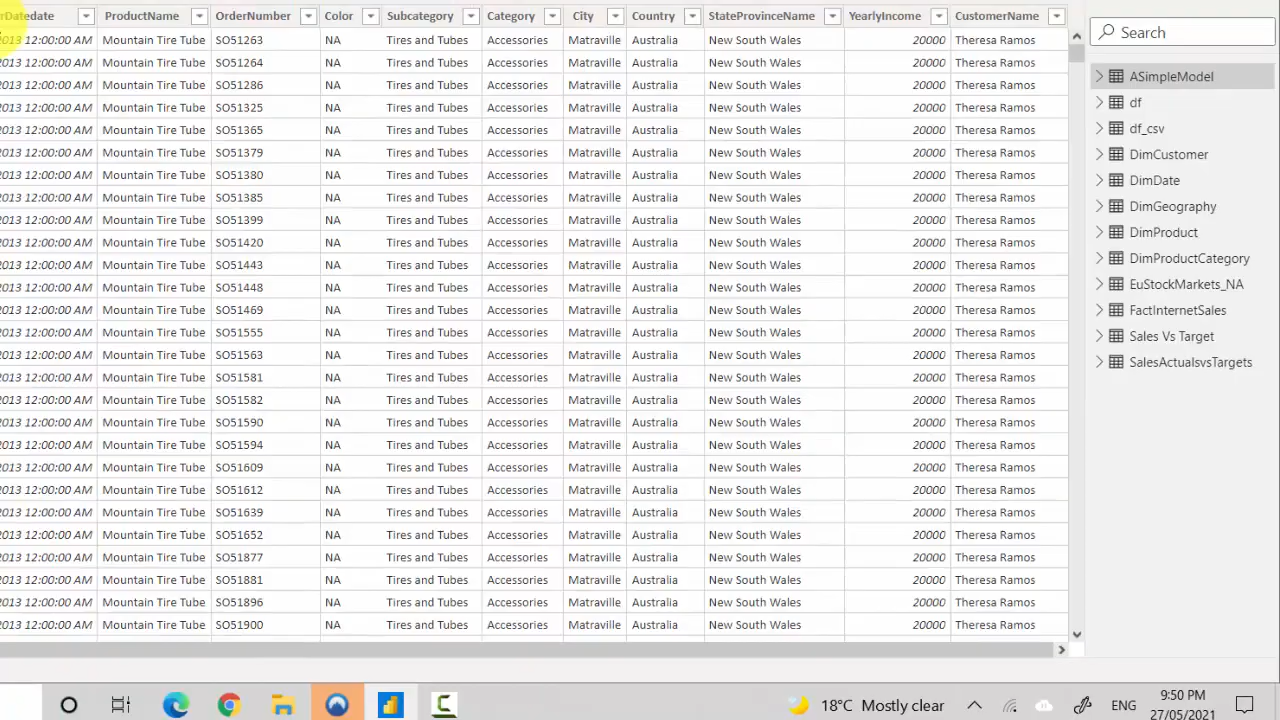 rDatedate ProductName OrderNumber Color Subcategory Category City Country StateProvinceName YearlyIncome CustomerName
2013 12:00:00 AM Mountain Tire Tube SO51263 NA Tires and Tubes Accessories Matraville Australia New South Wales 20000 Theresa Ramos
2013 12:00:00 AM Mountain Tire Tube SO51264 NA Tires and Tubes Accessories Matraville Australia New South Wales 20000 Theresa Ramos
2013 12:00:00 AM Mountain Tire Tube SO51286 NA Tires and Tubes Accessories Matraville Australia New South Wales 20000 Theresa Ramos
2013 12:00:00 AM Mountain Tire Tube SO51325 NA Tires and Tubes Accessories Matraville Australia New South Wales 20000 Theresa Ramos
2013 12:00:00 AM Mountain Tire Tube SO51365 NA Tires and Tubes Accessories Matraville Australia New South Wales 20000 Theresa Ramos
2013 12:00:00 AM Mountain Tire Tube SO51379 NA Tires and Tubes Accessories Matraville Australia New South Wales 20000 Theresa Ramos
2013 12:00:00 AM Mountain Tire Tube SO51380 NA Tires and Tubes Accessories Matraville Australia New South Wales 20000 Theresa Ramos
2013 12:00:00 AM Mountain Tire Tube SO51385 NA Tires and Tubes Accessories Matraville Australia New South Wales 20000 Theresa Ramos
2013 12:00:00 AM Mountain Tire Tube SO51399 NA Tires and Tubes Accessories Matraville Australia New South Wales 20000 Theresa Ramos
2013 12:00:00 AM Mountain Tire Tube SO51420 NA Tires and Tubes Accessories Matraville Australia New South Wales 20000 Theresa Ramos
2013 12:00:00 AM Mountain Tire Tube SO51443 NA Tires and Tubes Accessories Matraville Australia New South Wales 20000 Theresa Ramos
2013 12:00:00 AM Mountain Tire Tube SO51448 NA Tires and Tubes Accessories Matraville Australia New South Wales 20000 Theresa Ramos
2013 12:00:00 AM Mountain Tire Tube SO51469 NA Tires and Tubes Accessories Matraville Australia New South Wales 20000 Theresa Ramos
2013 12:00:00 AM Mountain Tire Tube SO51555 NA Tires and Tubes Accessories Matraville Australia New South Wales 20000 Theresa Ramos
2013 12:00:00 AM Mountain Tire Tube SO51563 NA Tires and Tubes Accessories Matraville Australia New South Wales 20000 Theresa Ramos
2013 12:00:00 AM Mountain Tire Tube SO51581 NA Tires and Tubes Accessories Matraville Australia New South Wales 20000 Theresa Ramos
2013 12:00:00 AM Mountain Tire Tube SO51582 NA Tires and Tubes Accessories Matraville Australia New South Wales 20000 Theresa Ramos
2013 12:00:00 AM Mountain Tire Tube SO51590 NA Tires and Tubes Accessories Matraville Australia New South Wales 20000 Theresa Ramos
2013 12:00:00 AM Mountain Tire Tube SO51594 NA Tires and Tubes Accessories Matraville Australia New South Wales 20000 Theresa Ramos
2013 12:00:00 AM Mountain Tire Tube SO51609 NA Tires and Tubes Accessories Matraville Australia New South Wales 20000 Theresa Ramos
2013 12:00:00 AM Mountain Tire Tube SO51612 NA Tires and Tubes Accessories Matraville Australia New South Wales 20000 Theresa Ramos
2013 12:00:00 AM Mountain Tire Tube SO51639 NA Tires and Tubes Accessories Matraville Australia New South Wales 20000 Theresa Ramos
2013 12:00:00 AM Mountain Tire Tube SO51652 NA Tires and Tubes Accessories Matraville Australia New South Wales 20000 Theresa Ramos
2013 12:00:00 AM Mountain Tire Tube SO51877 NA Tires and Tubes Accessories Matraville Australia New South Wales 20000 Theresa Ramos
2013 12:00:00 AM Mountain Tire Tube SO51881 NA Tires and Tubes Accessories Matraville Australia New South Wales 20000 Theresa Ramos
2013 12:00:00 AM Mountain Tire Tube SO51896 NA Tires and Tubes Accessories Matraville Australia New South Wales 20000 Theresa Ramos
2013 12:00:00 AM Mountain Tire Tube SO51900 NA Tires and Tubes Accessories Matraville Australia New South Wales 20000 Theresa Ramos
Search
ASimpleModel
df
df_csv
DimCustomer
DimDate
DimGeography
DimProduct
DimProductCategory
EuStockMarkets_NA
FactInternetSales
Sales Vs Target
SalesActualsvsTargets
18°C Mostly clear
ENG
9:50 PM
27/05/2021